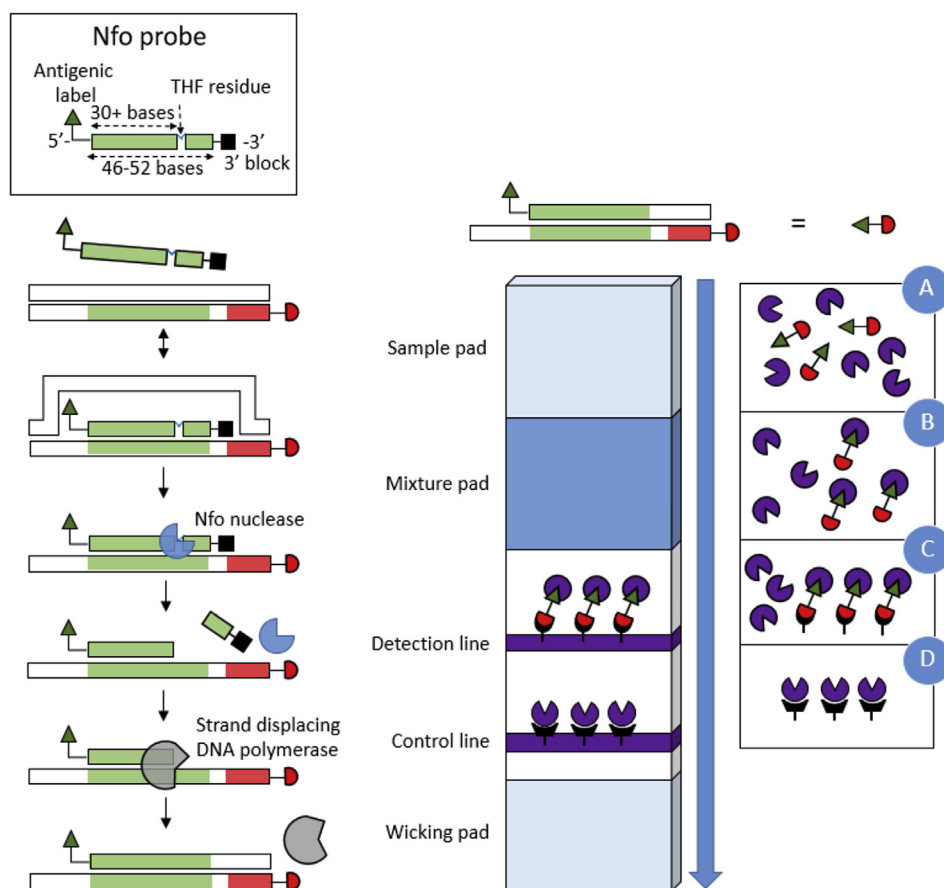 Nfo probe
Antigenic
label
THF residue
30+ bases
5’-
-3’
46-52 bases
3’ block
Nfo nuclease
Strand displacing
DNA polymerase
=
Sample pad
Mixture pad
Detection line
Control line
Wicking pad
A
B
C
D